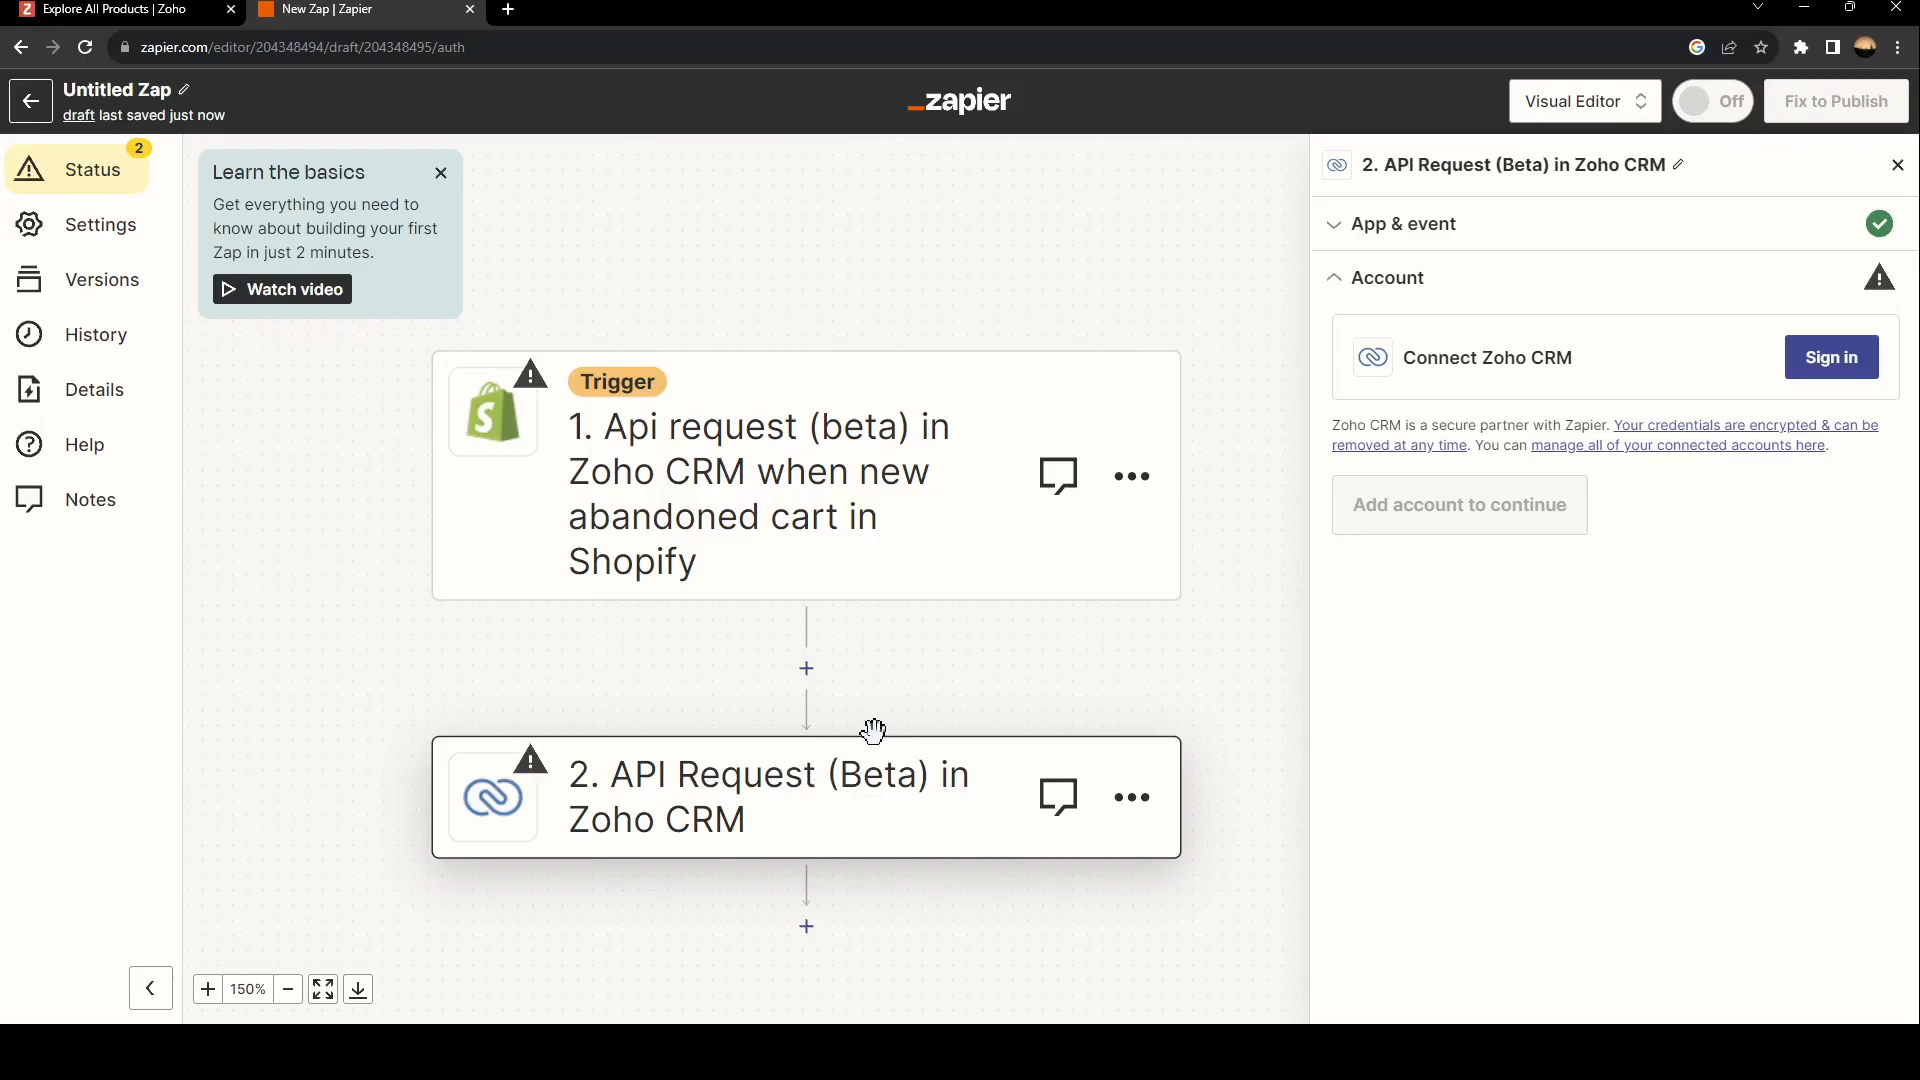 Explore All Products | Zoho
New Zap | Zapier
zapier.com/editor/204348494/draft/204348495/auth
Untitled Zap
draft last saved just now
_zapier
Visual Editor
Off
Fix to Publish
2
Status
Settings
Versions
History
Details
Help
Notes
Learn the basics
Get everything you need to
know about building your first
Zap in just 2 minutes.
Watch video
Trigger
1. Api request (beta) in
Zoho CRM when new
abandoned cart in
Shopify
2. API Request (Beta) in
Zoho CRM
150%
2. API Request (Beta) in Zoho CRM
App & event
Account
Connect Zoho CRM
Sign in
Zoho CRM is a secure partner with Zapier. Your credentials are encrypted & can be
removed at any time. You can manage all of your connected accounts here.
Add account to continue